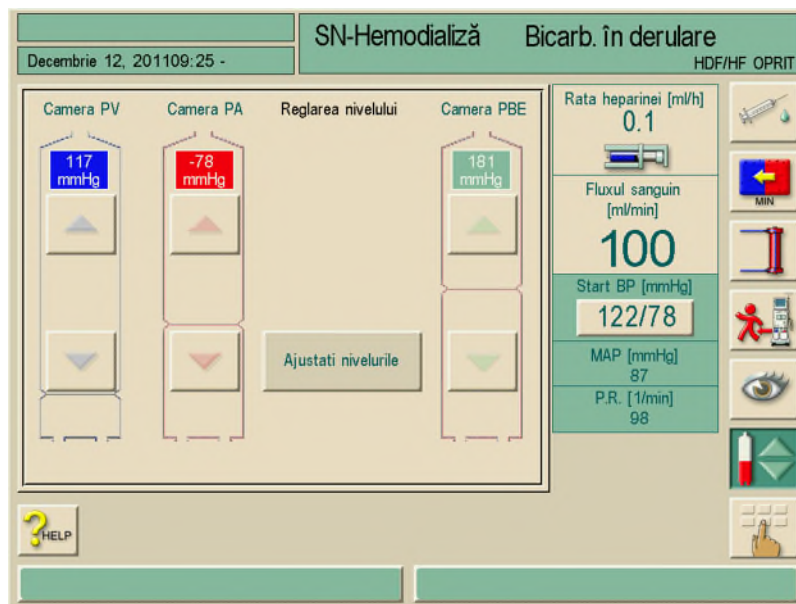 SN-Hemodializă Bicarb. în derulare
Decembrie 12, 201109:25 -
HDF/HF OPRIT
Camera PV
Camera PA
Reglarea nivelului
Camera PBE
117
mmHg
-78
mmHg
181
mmHg
Ajustati nivelurile
Rata heparinei [ml/h]
0.1
Fluxul sanguin
[ml/min]
100
Start BP [mmHg]
122/78
MAP [mmHg]
87
P.R. [1/min]
98
MIN
?HELP